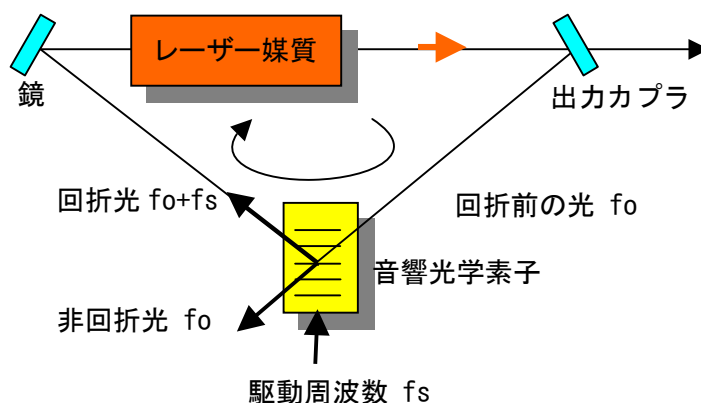 レーザー媒質
鏡
出力カプラ
回折光 fo+fs
回折前の光 fo
音響光学素子
非回折光 fo
駆動周波数 fs